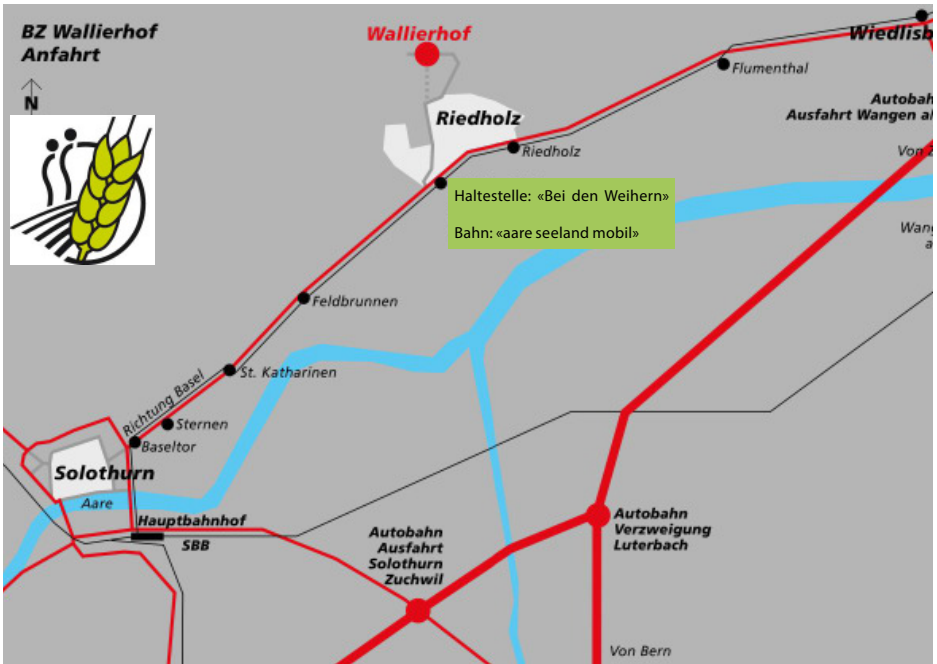 BZ Wallierhof
Anfahrt
N
Wallierhof
Wiedlisb
Flumenthal
Autobah
Ausfahrt Wangen a
Riedholz
Riedholz
Von
Haltestelle: «Bei den Weihern»
Bahn: «aare seeland mobil»
Wang
a
Feldbrunnen
St. Katharinen
Richtung Basel
Sternen
Baseltor
Solothurn
Aare
Hauptbahnhof
SBB
Autobahn
Ausfahrt
Solothurn
Zuchwil
Autobahn
Verzweigung
Luterbach
Von Bern